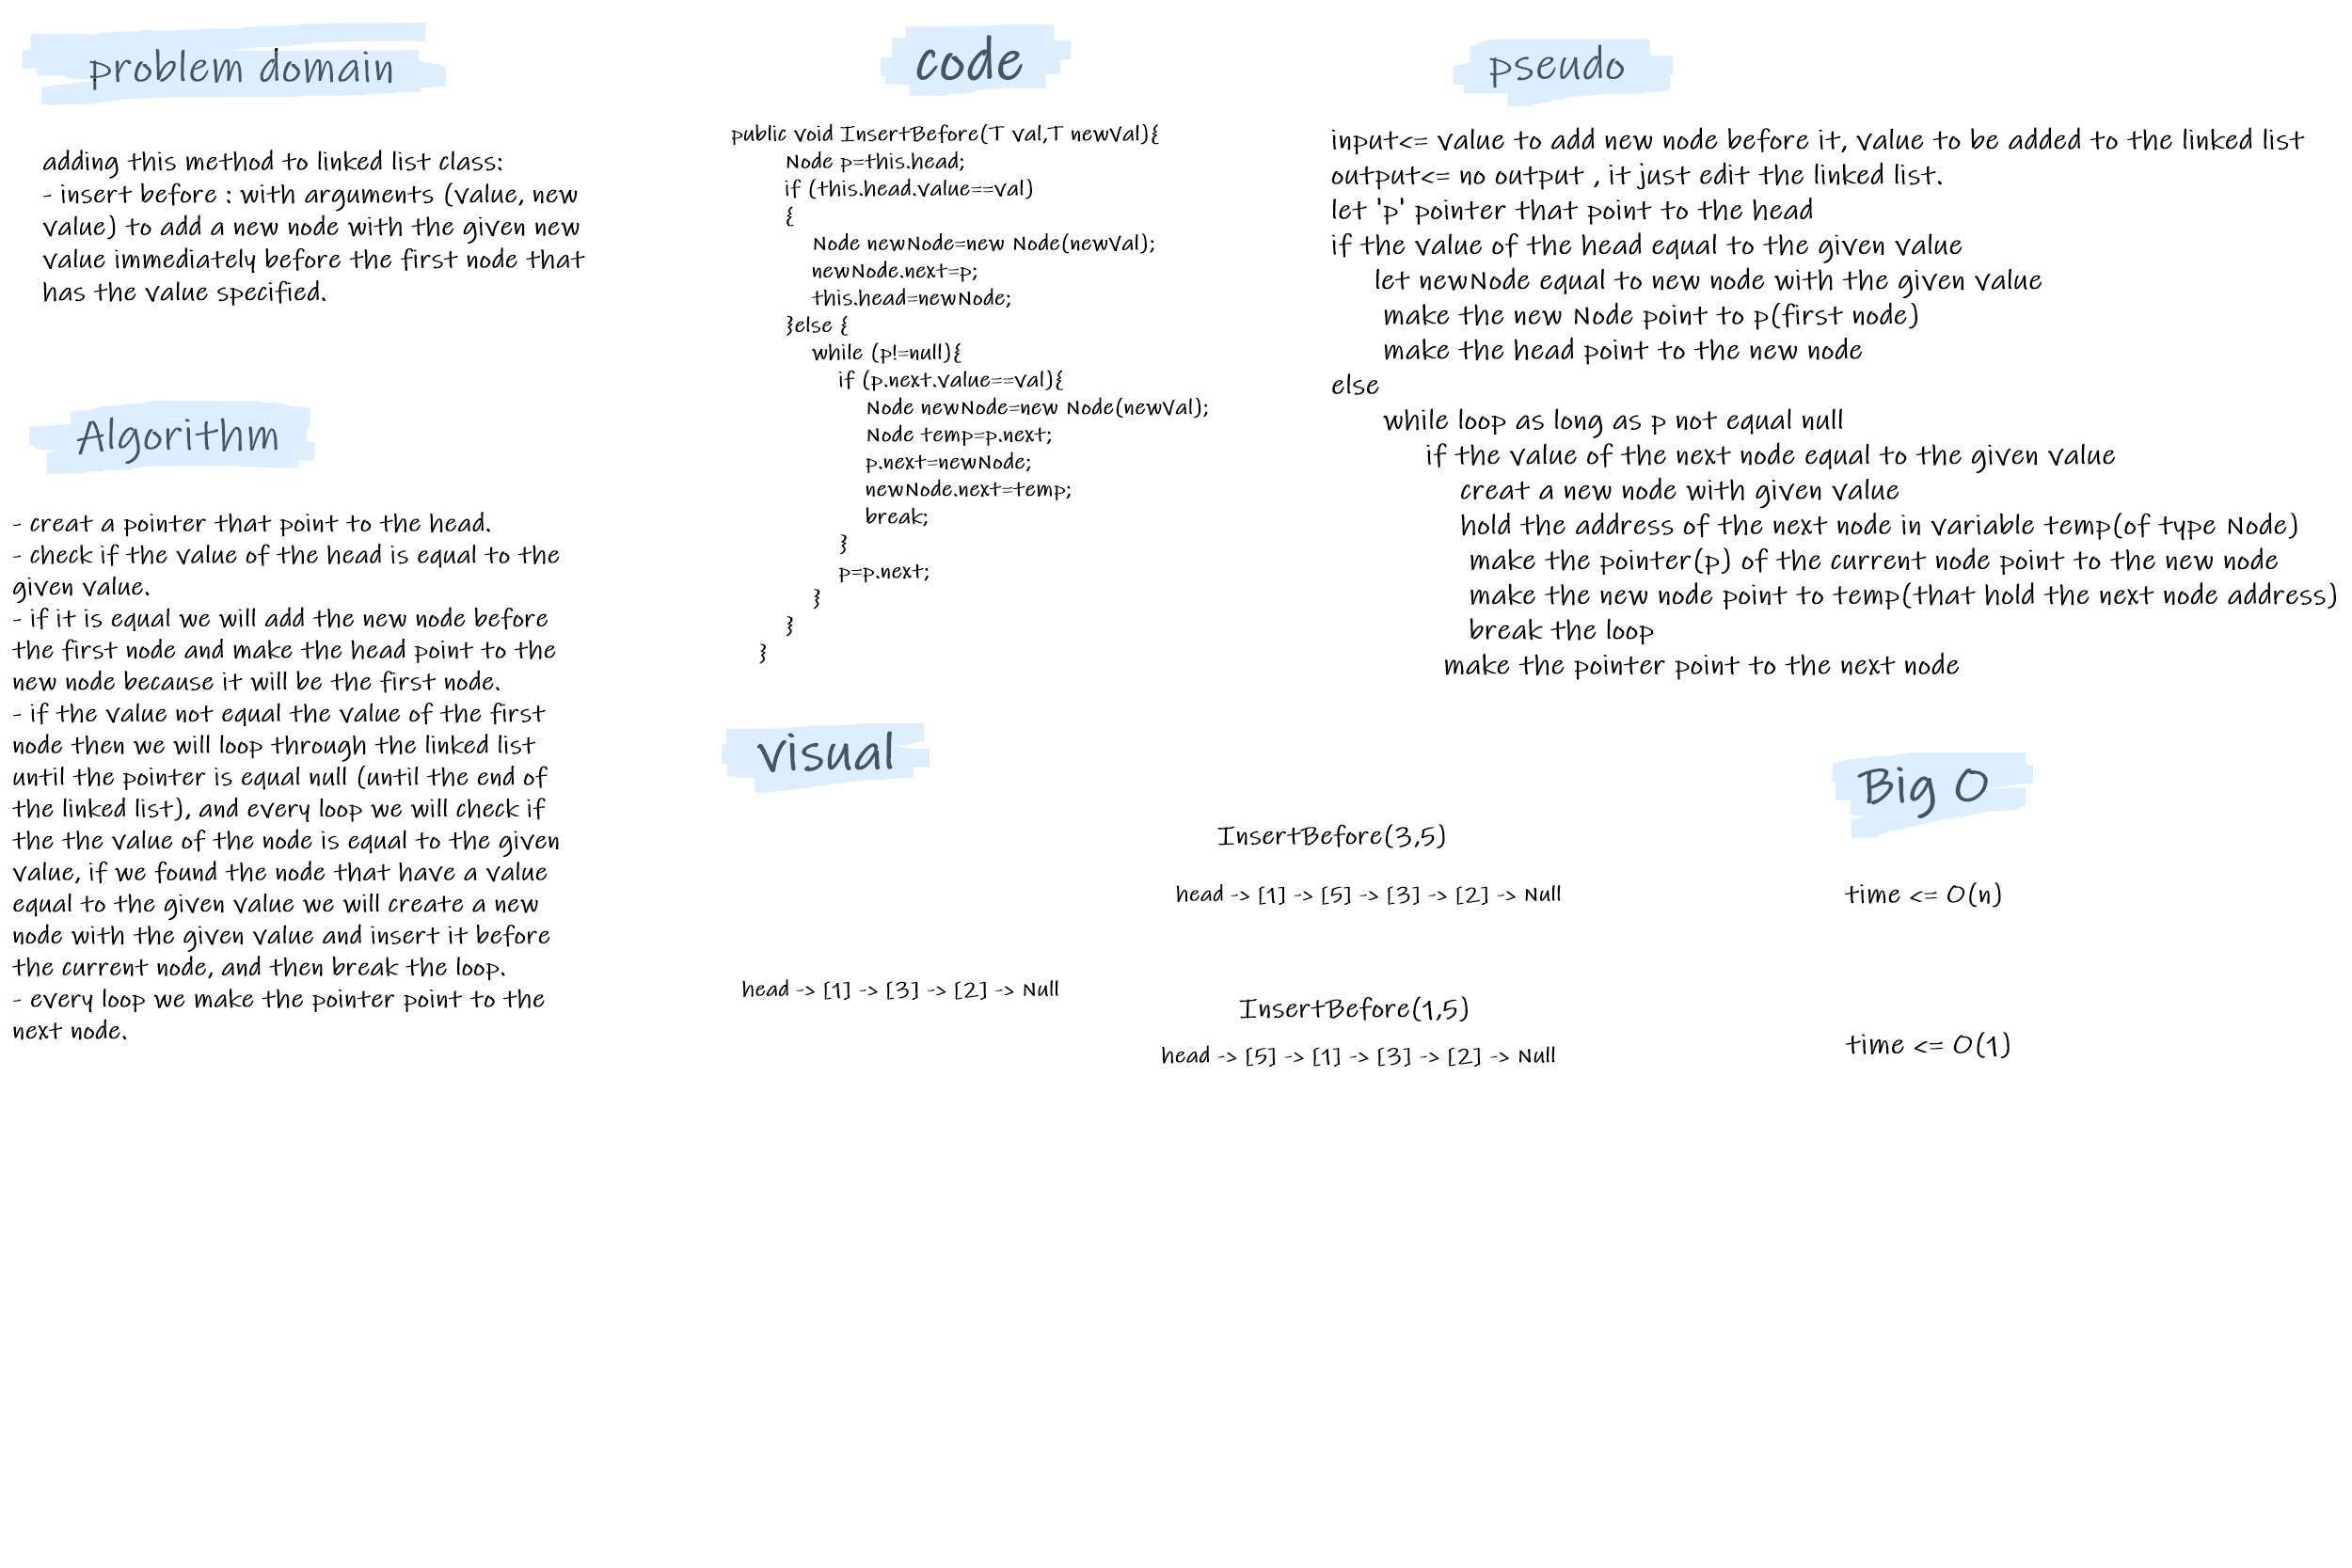 problem domain
adding this method to linked list class:
- insert before : with arguments (value, new
value) to add a new node with the given new
value immediately before the first node that
has the value specified.
Algorithm
- creat a pointer that point to the head.
- check if the value of the head is equal to the
given value.
- if it is equal we will add the new node before
the first node and make the head point to the
new node because it will be the first node.
- if the value not equal the value of the first
node then we will loop through the linked list
until the pointer is equal null (until the end of
the linked list), and every loop we will check if
the the value of the node is equal to the given
value, if we found the node that have a value
equal to the given value we will create a new
node with the given value and insert it before
the current node, and then break the loop.
- every loop we make the pointer point to the
next node.
code
public void InsertBefore(T val,T newVal){
Node p=this.head;
if (this.head.value==val)
{
Node newNode=new Node(newVal);
newNode.next=p;
this.head=newNode;
}else {
while (p!=null){
if (p.next.value==val){
Node newNode=new Node(newVal);
Node temp=p.next;
p.next=newNode;
newNode.next=temp;
break;
}
p=p.next;
}
}
}
pseudo
input<= value to add new node before it, value to be added to the linked list
output<= no output , it just edit the linked list.
let 'p' pointer that point to the head
if the value of the head equal to the given value
let newNode equal to new node with the given value
make the new Node point to p(first node)
make the head point to the new node
else
while loop as long as p not equal null
if the value of the next node equal to the given value
creat a new node with given value
hold the address of the next node in variable temp(of type Node)
make the pointer(p) of the current node point to the new node
make the new node point to temp(that hold the next node address)
break the loop
make the pointer point to the next node
visual
head -> [1] -> [3] -> [2] -> Null
InsertBefore(3,5)
head -> [1] -> [5] -> [3] -> [2] -> Null
InsertBefore(1,5)
head -> [5] -> [1] -> [3] -> [2] -> Null
Big O
time <= O(n)
time <= O(1)